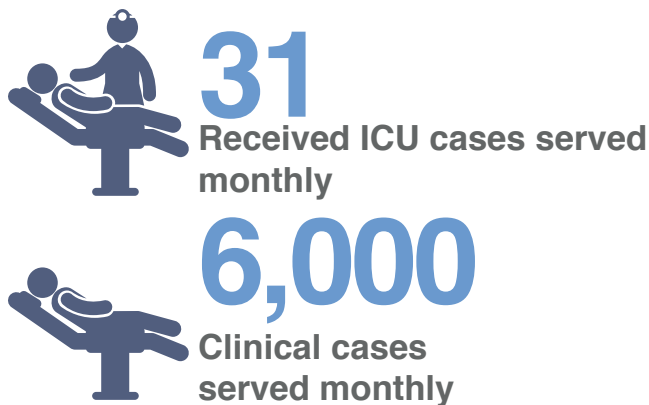 31
Received ICU cases served
monthly
6,000
Clinical cases
served monthly